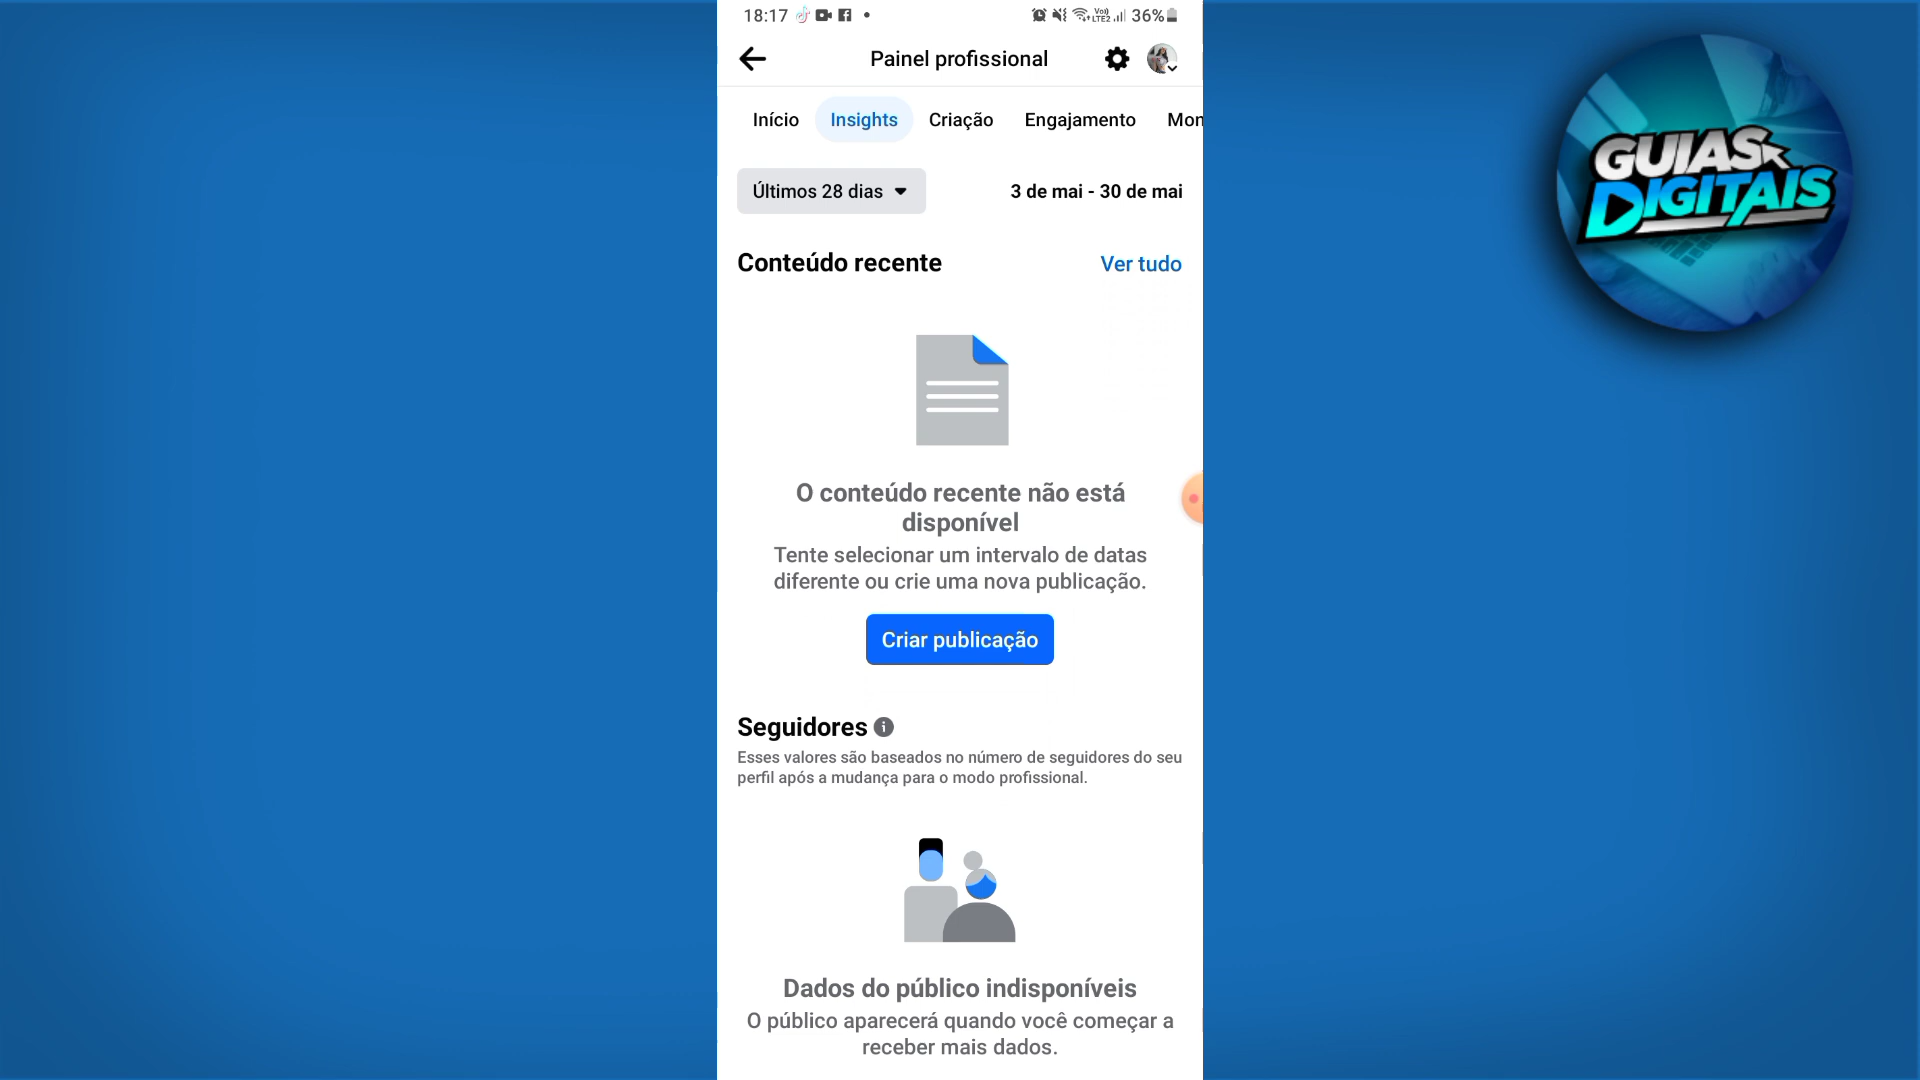 18:17
Vo))
LTE2
36%
Painel profissional
Início
Insights
Criação
Engajamento
Mon
Últimos 28 dias
3 de mai - 30 de mai
Conteúdo recente
Ver tudo
O conteúdo recente não está
disponível
Tente selecionar um intervalo de datas
diferente ou crie uma nova publicação.
Criar publicação
Seguidores
Esses valores são baseados no número de seguidores do seu
perfil após a mudança para o modo profissional.
Dados do público indisponíveis
O público aparecerá quando você começar a
receber mais dados.
GUIAS
DIGITAIS